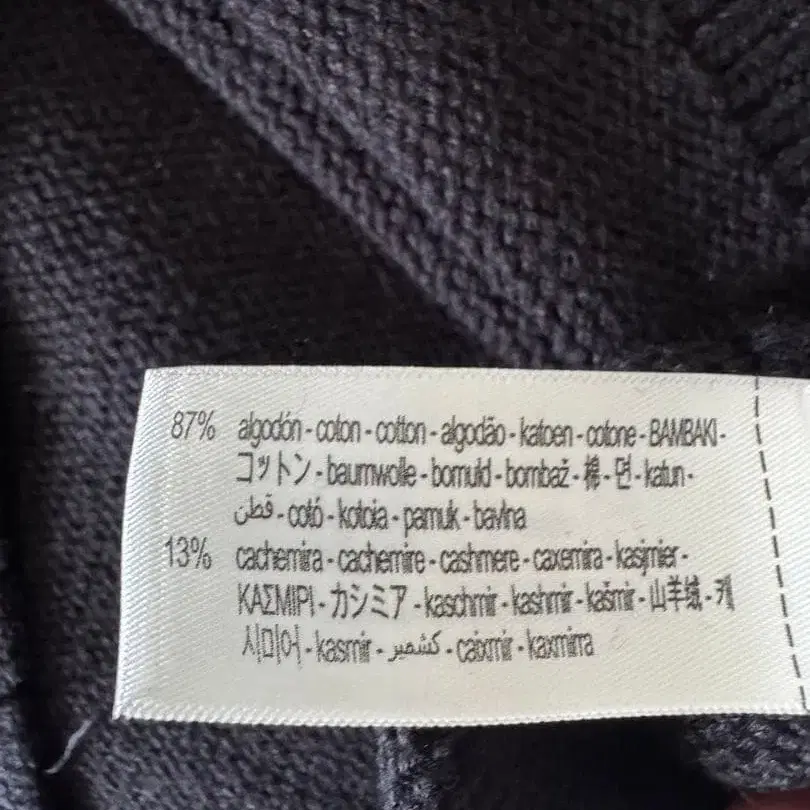 87% algodón - coton - cotton - algodão - katoen - cotone - BAMBAKI -
コットン - baumwolle - bomuld - bombaž - 棉 - 면 - katun -
قطن - cotó - kotoia - pamuk - bavlna
13% cachemira - cachemire - cashmere - caxemira - kasjmier -
ΚΑΣΜΙΡΙ - カシミア - kaschmir - kashmir - kašmir - 山羊绒 - 캐
시미어 - kasmir - كشمير - caixmir - kaxmirra